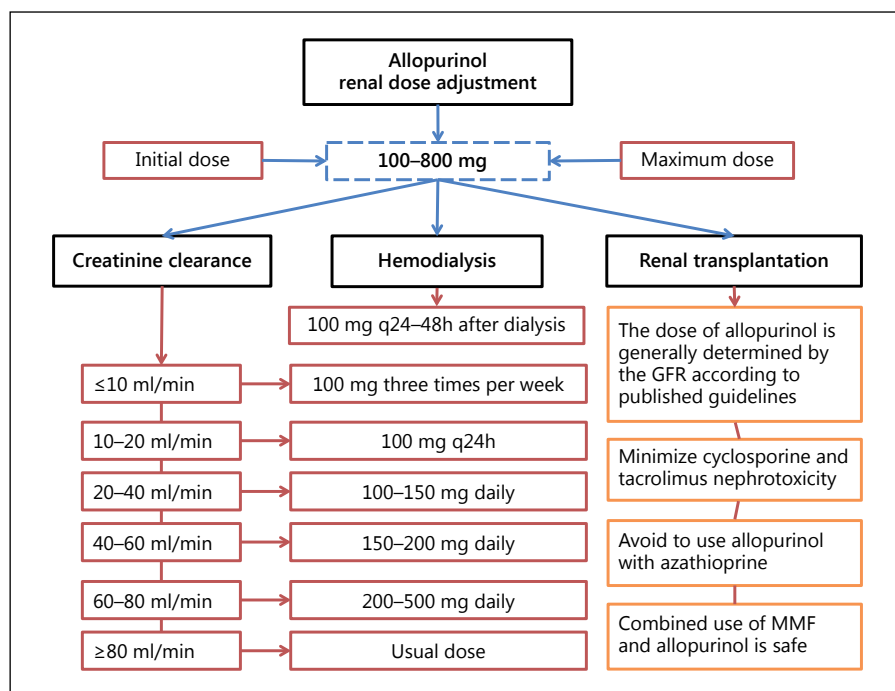 Allopurinol
renal dose adjustment
Initial dose
100–800 mg
Maximum dose
Creatinine clearance
Hemodialysis
Renal transplantation
100 mg q24–48h after dialysis
≤10 ml/min
100 mg three times per week
10–20 ml/min
100 mg q24h
20–40 ml/min
100–150 mg daily
40–60 ml/min
150–200 mg daily
60–80 ml/min
200–500 mg daily
≥80 ml/min
Usual dose
The dose of allopurinol is
generally determined by
the GFR according to
published guidelines
Minimize cyclosporine and
tacrolimus nephrotoxicity
Avoid to use allopurinol
with azathioprine
Combined use of MMF
and allopurinol is safe